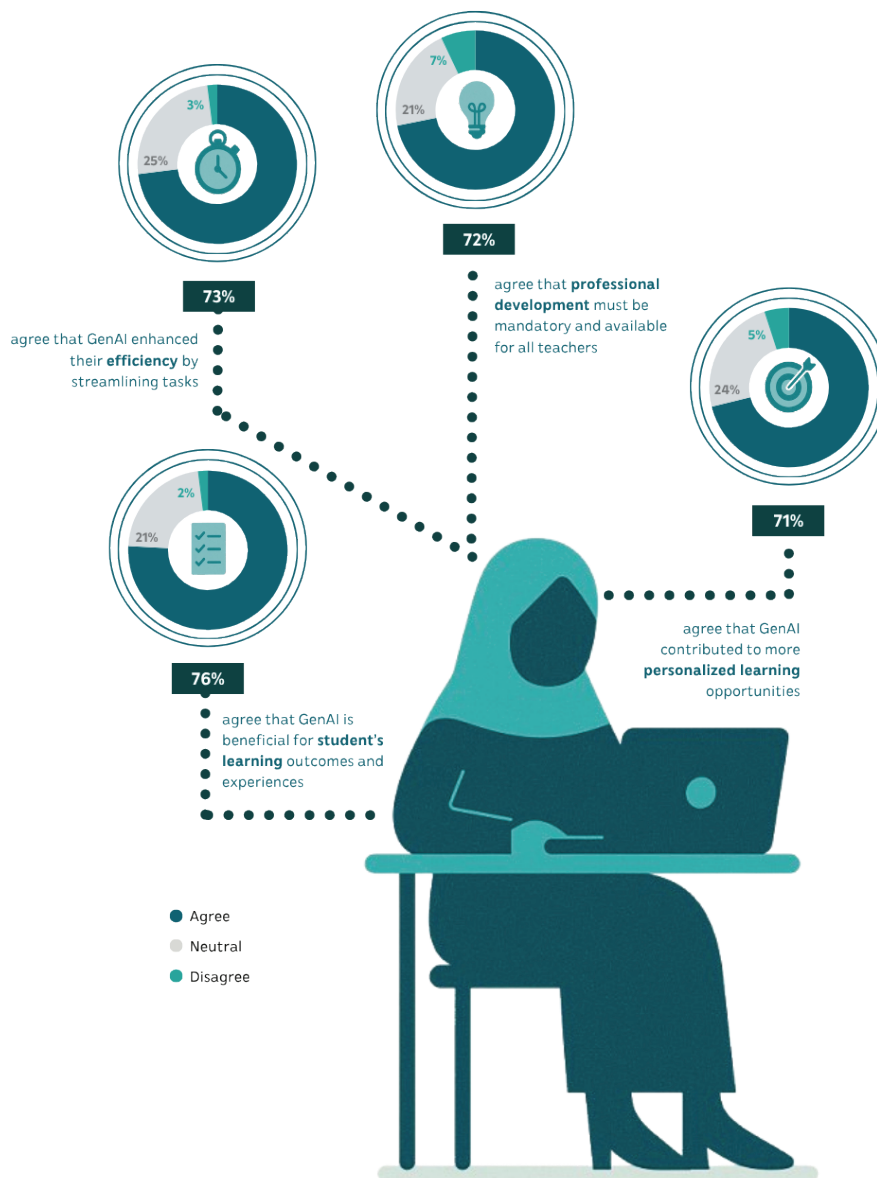 7%
21%
72%
agree that professional
development must be
mandatory and available
for all teachers
3%
25%
73%
agree that GenAI enhanced
their efficiency by
streamlining tasks
5%
24%
71%
agree that GenAI
contributed to more
personalized learning
opportunities
2%
21%
76%
agree that GenAI is
beneficial for student's
learning outcomes and
experiences
Agree
Neutral
Disagree